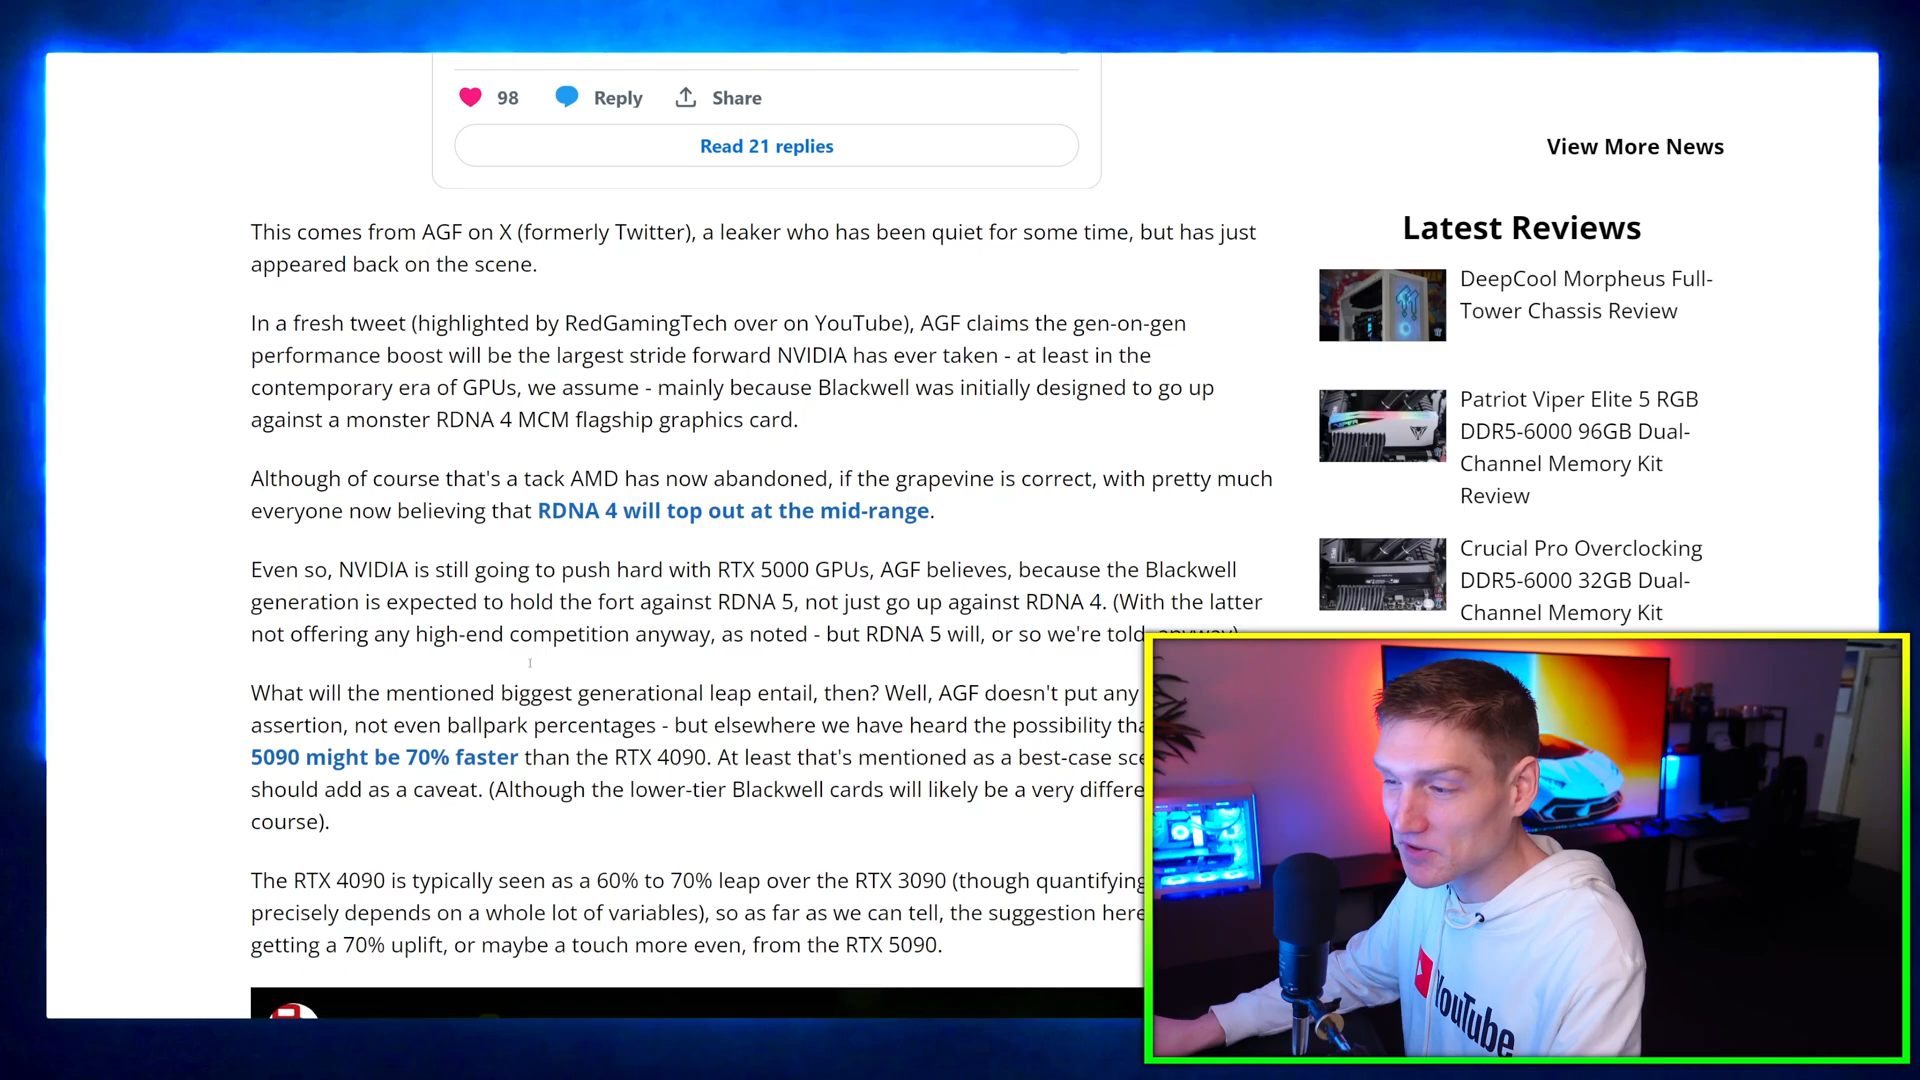 98 Reply Share
Read 21 replies
View More News
This comes from AGF on X (formerly Twitter), a leaker who has been quiet for some time, but has just
appeared back on the scene.
In a fresh tweet (highlighted by RedGamingTech over on YouTube), AGF claims the gen-on-gen
performance boost will be the largest stride forward NVIDIA has ever taken - at least in the
contemporary era of GPUs, we assume - mainly because Blackwell was initially designed to go up
against a monster RDNA 4 MCM flagship graphics card.
Although of course that's a tack AMD has now abandoned, if the grapevine is correct, with pretty much
everyone now believing that RDNA 4 will top out at the mid-range.
Even so, NVIDIA is still going to push hard with RTX 5000 GPUs, AGF believes, because the Blackwell
generation is expected to hold the fort against RDNA 5, not just go up against RDNA 4. (With the latter
not offering any high-end competition anyway, as noted - but RDNA 5 will, or so we're told, anyway)
What will the mentioned biggest generational leap entail, then? Well, AGF doesn't put any
assertion, not even ballpark percentages - but elsewhere we have heard the possibility
5090 might be 70% faster than the RTX 4090. At least that's mentioned as a best-case
should add as a caveat. (Although the lower-tier Blackwell cards will likely be a very
course).
The RTX 4090 is typically seen as a 60% to 70% leap over the RTX 3090 (though quantifying
precisely depends on a whole lot of variables), so as far as we can tell, the suggestion here
getting a 70% uplift, or maybe a touch more even, from the RTX 5090.
Latest Reviews
DeepCool Morpheus Full-
Tower Chassis Review
Patriot Viper Elite 5 RGB
DDR5-6000 96GB Dual-
Channel Memory Kit
Review
Crucial Pro Overclocking
DDR5-6000 32GB Dual-
Channel Memory Kit
YouTube